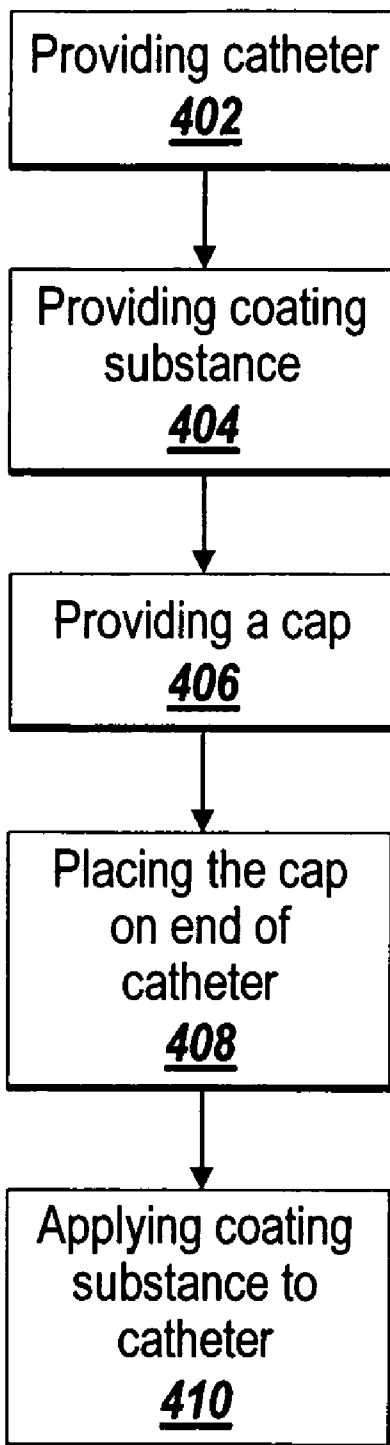 Providing catheter
402
Providing coating
substance
404
Providing a cap
406
Placing the cap
on end of
catheter
408
Applying coating
substance to
catheter
410